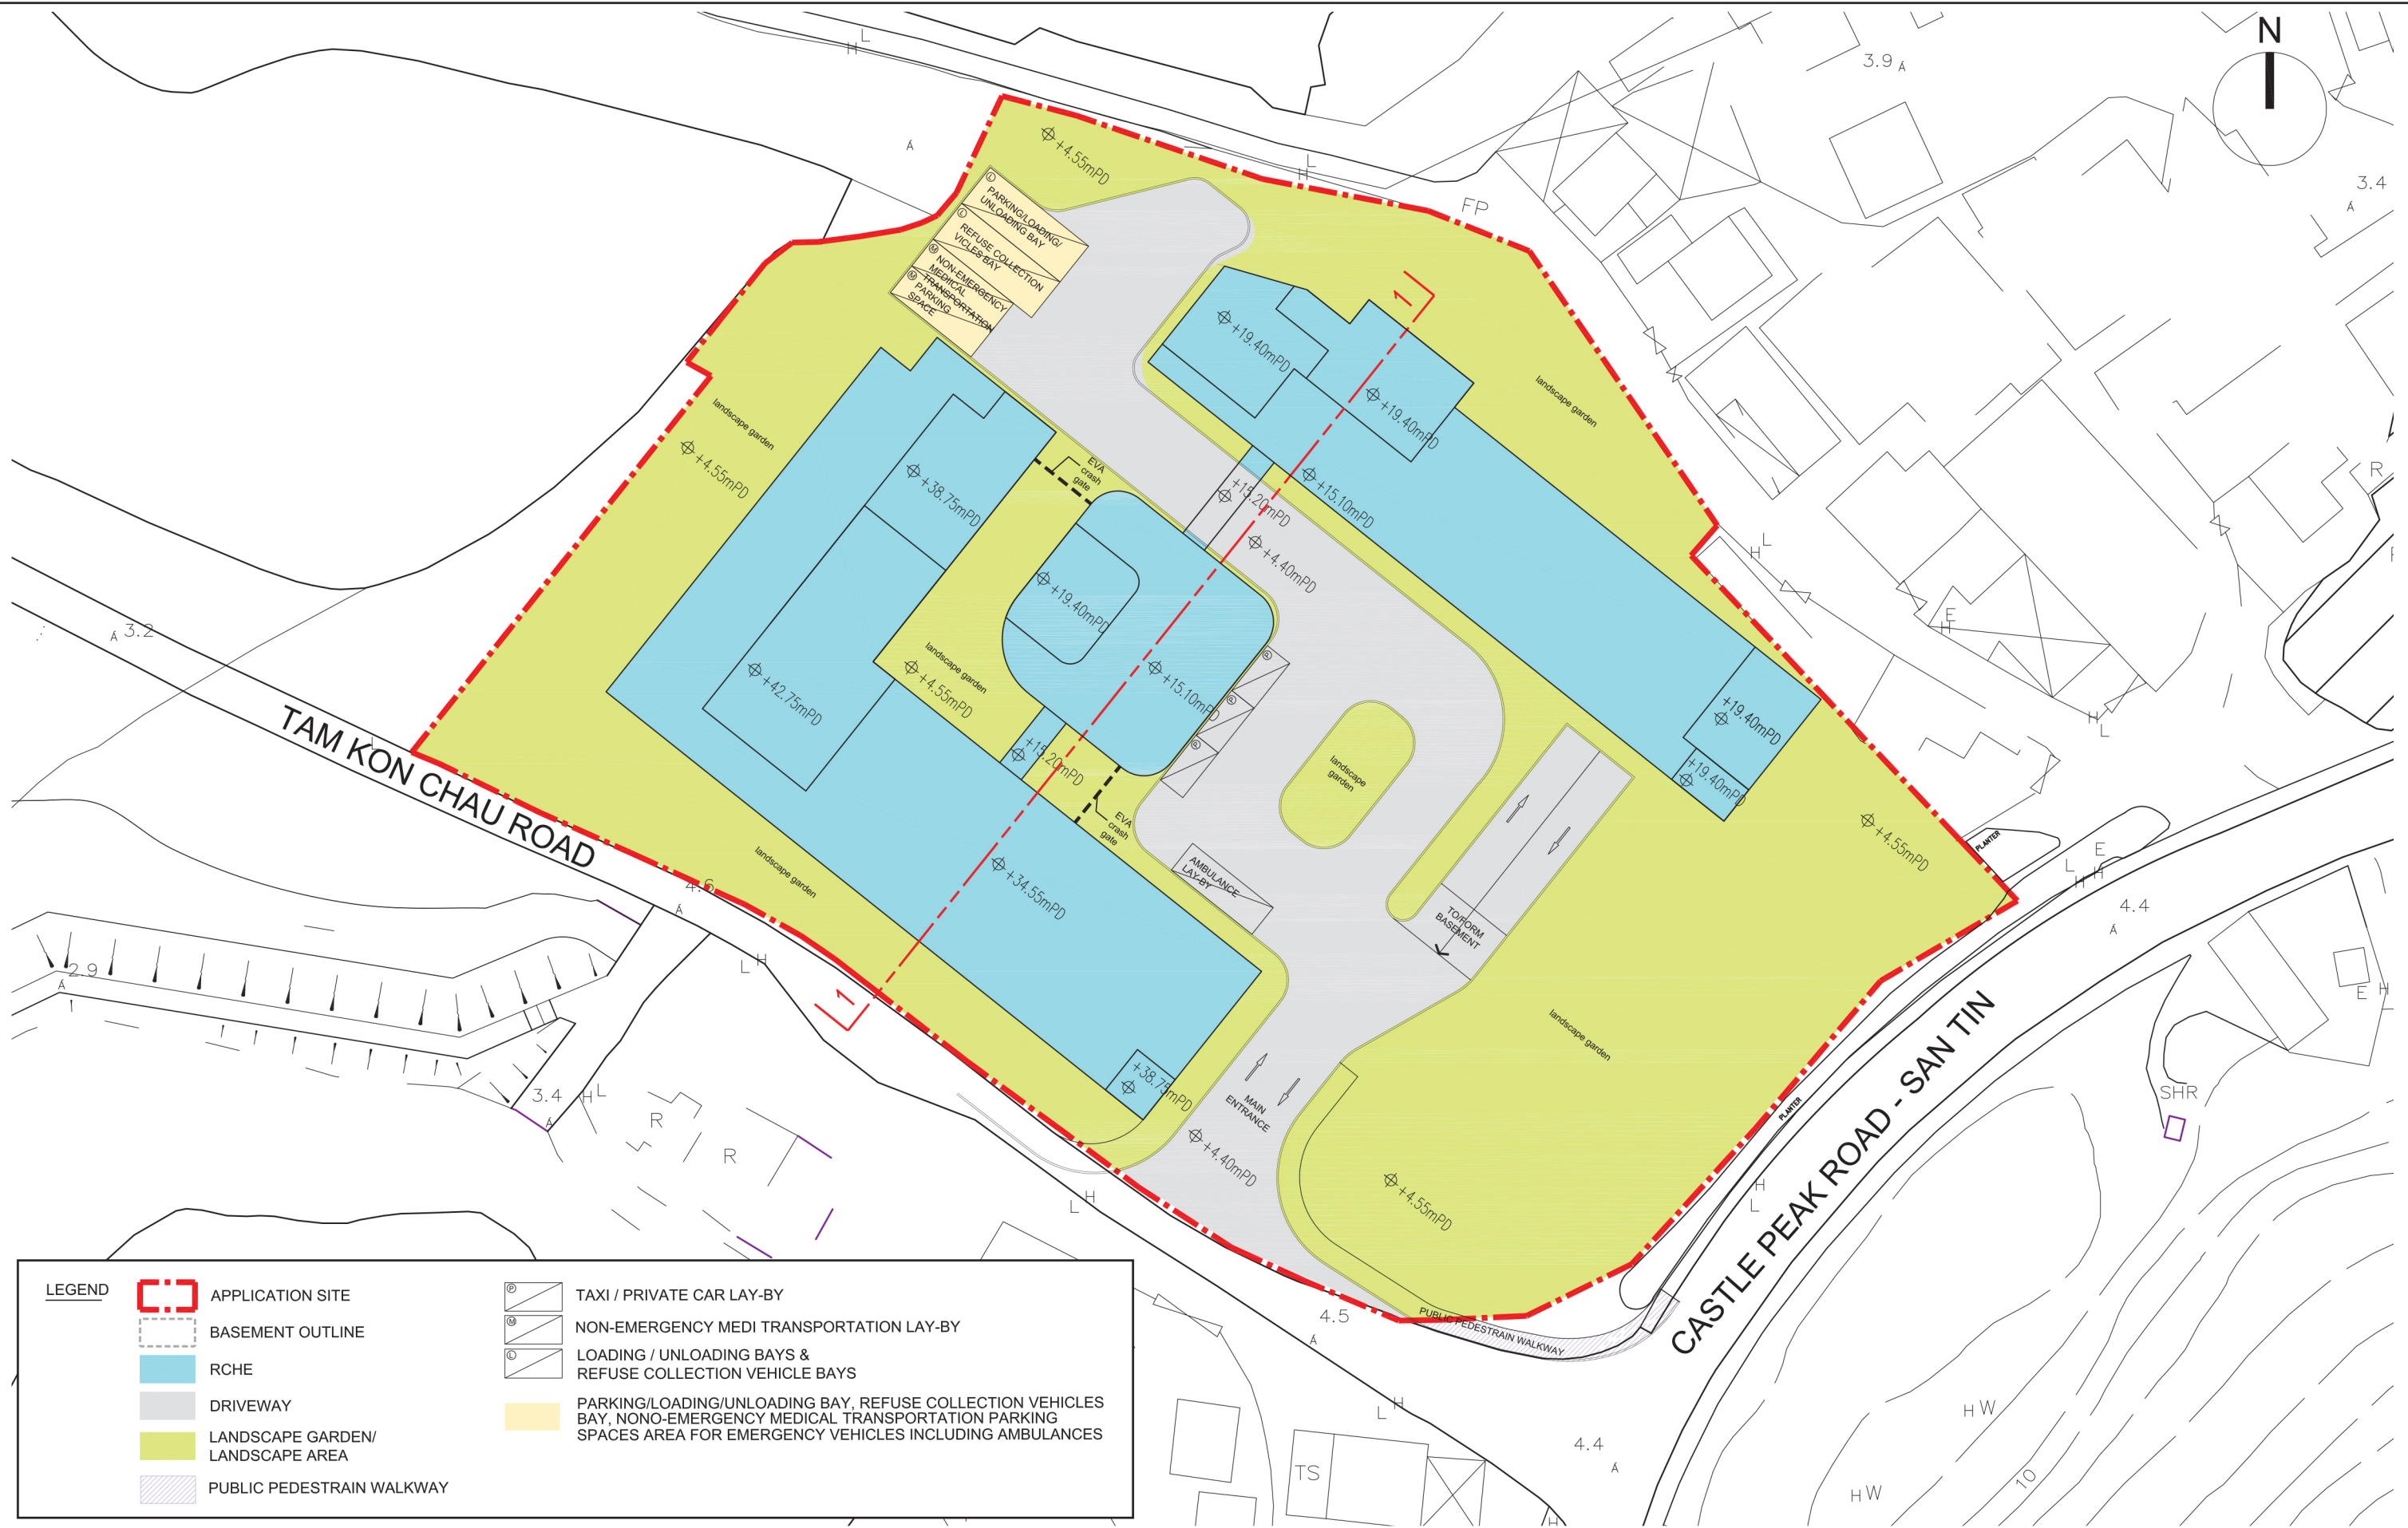 L
H
3.9
N
3.4
FP
L
H
+4.55mPD
PARKING/LOADING/
UNLOADING BAY
REFUSE COLLECTION
VICLES BAY
NON-EMERGENCY
MEDICAL
TRANSPORTATION
PARKING
SPACE
L
L
M
M
1
+19.40mPD
+19.40mPD
landscape garden
landscape garden
+4.55mPD
+38.75mPD
EVA
crash
gate
+15.20mPD
+15.10mPD
+4.40mPD
R
H L
E
H
3.2
+19.40mPD
landscape garden
+4.55mPD
+15.10mPD
+42.75mPD
+15.20mPD
P
P
P
+19.40mPD
+19.40mPD
H
L
L
TAM KON CHAU ROAD
landscape
garden
EVA
crash
gate
landscape garden
+34.55mPD
AMBULANCE
LAY-BY
TO/FORM
BASEMENT
+4.55mPD
PLANTER
E
L
H
H
4.6
4.4
2.9
L H
1
landscape garden
E H
3.4
H L
R
R
+38.75mPD
MAIN
ENTRANCE
+4.40mPD
+4.55mPD
PLANTER
SHR
H
L
L H
CASTLE PEAK ROAD - SAN TIN
PUBLIC PEDESTRAIN WALKWAY
4.5
L H
4.4
TS
H W
H W
10
H
LEGEND
APPLICATION SITE
BASEMENT OUTLINE
RCHE
DRIVEWAY
LANDSCAPE GARDEN/
LANDSCAPE AREA
PUBLIC PEDESTRAIN WALKWAY
P
TAXI / PRIVATE CAR LAY-BY
M
NON-EMERGENCY MEDI TRANSPORTATION LAY-BY
L
LOADING / UNLOADING BAYS &
REFUSE COLLECTION VEHICLE BAYS
PARKING/LOADING/UNLOADING BAY, REFUSE COLLECTION VEHICLES
BAY, NONO-EMERGENCY MEDICAL TRANSPORTATION PARKING
SPACES AREA FOR EMERGENCY VEHICLES INCLUDING AMBULANCES